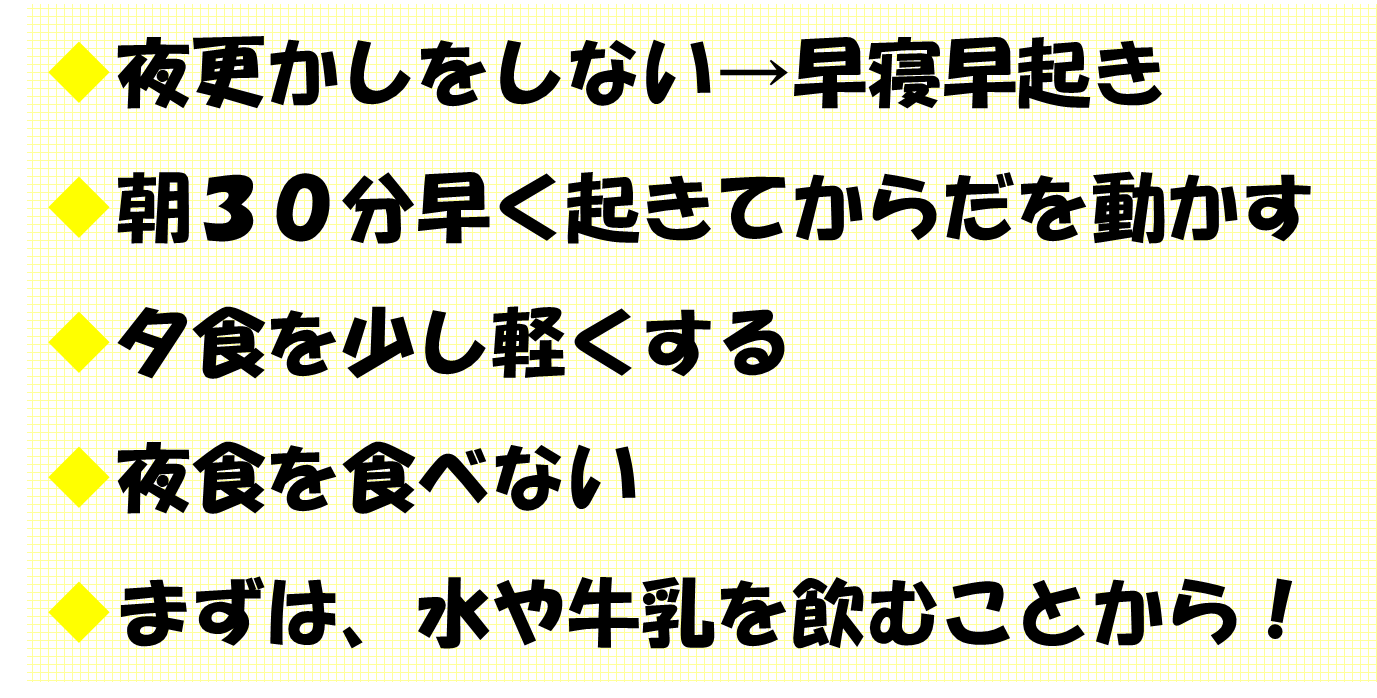 ◆夜更かしをしない→早寝早起き
◆朝３０分早く起きてからだを動かす
◆夕食を少し軽くする
◆夜食を食べない
◆まずは、水や牛乳を飲むことから！